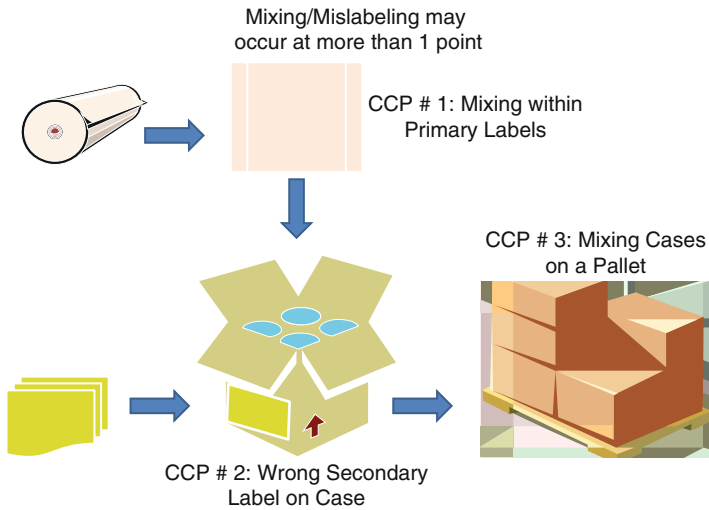 Mixing/Mislabeling may
occur at more than 1 point
CCP # 1: Mixing within
Primary Labels
CCP # 3: Mixing Cases
on a Pallet
CCP # 2: Wrong Secondary
Label on Case